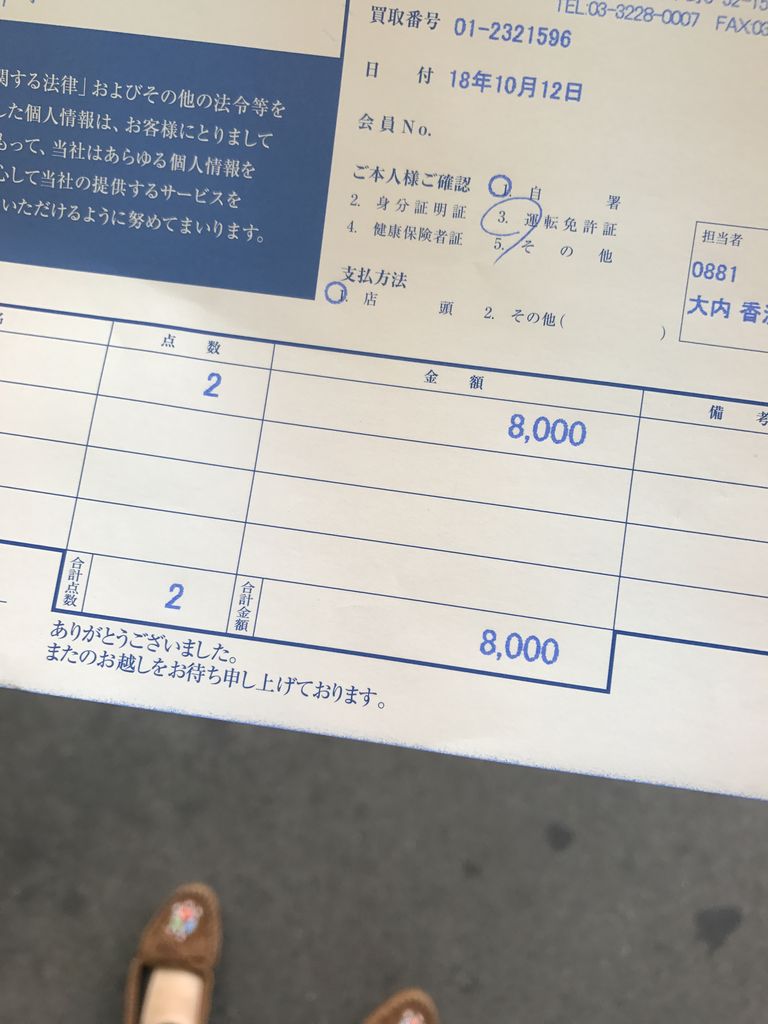 TEL.03-3228-0007 FAX.03
買取番号 01-2321596
日 付 18年10月12日
会員No.
ご本人様ご確認 1. 自 署
2. 身分証明証 3. 運転免許証
4. 健康保険者証 5. そ の 他
支払方法
1. 店 頭 2. その他( )
担当者
0881
大内 香
関する法律」およびその他の法令等を
した個人情報は、お客様にとりまして
もって、当社はあらゆる個人情報を
心して当社の提供するサービスを
いただけるように努めてまいります。
名 点 数 金 額 備 考
2 8,000
合計点数 2 合計金額 8,000
ありがとうございました。
またのお越しをお待ち申し上げております。